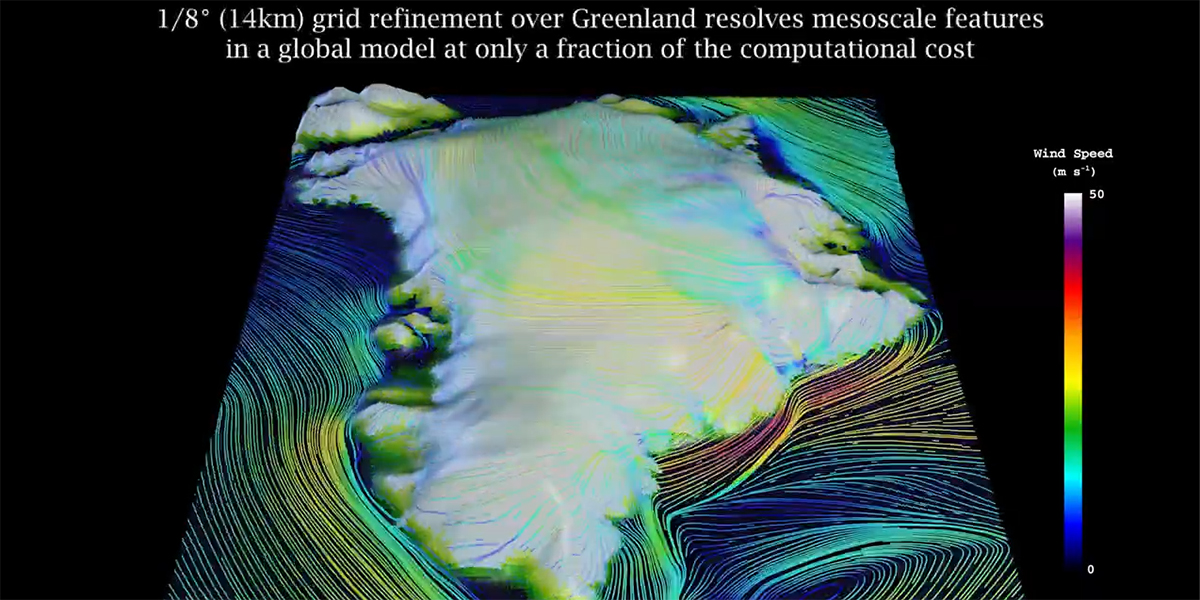 1/8° (14km) grid refinement over Greenland resolves mesoscale features
in a global model at only a fraction of the computational cost
Wind Speed
(m s⁻¹)
50
0